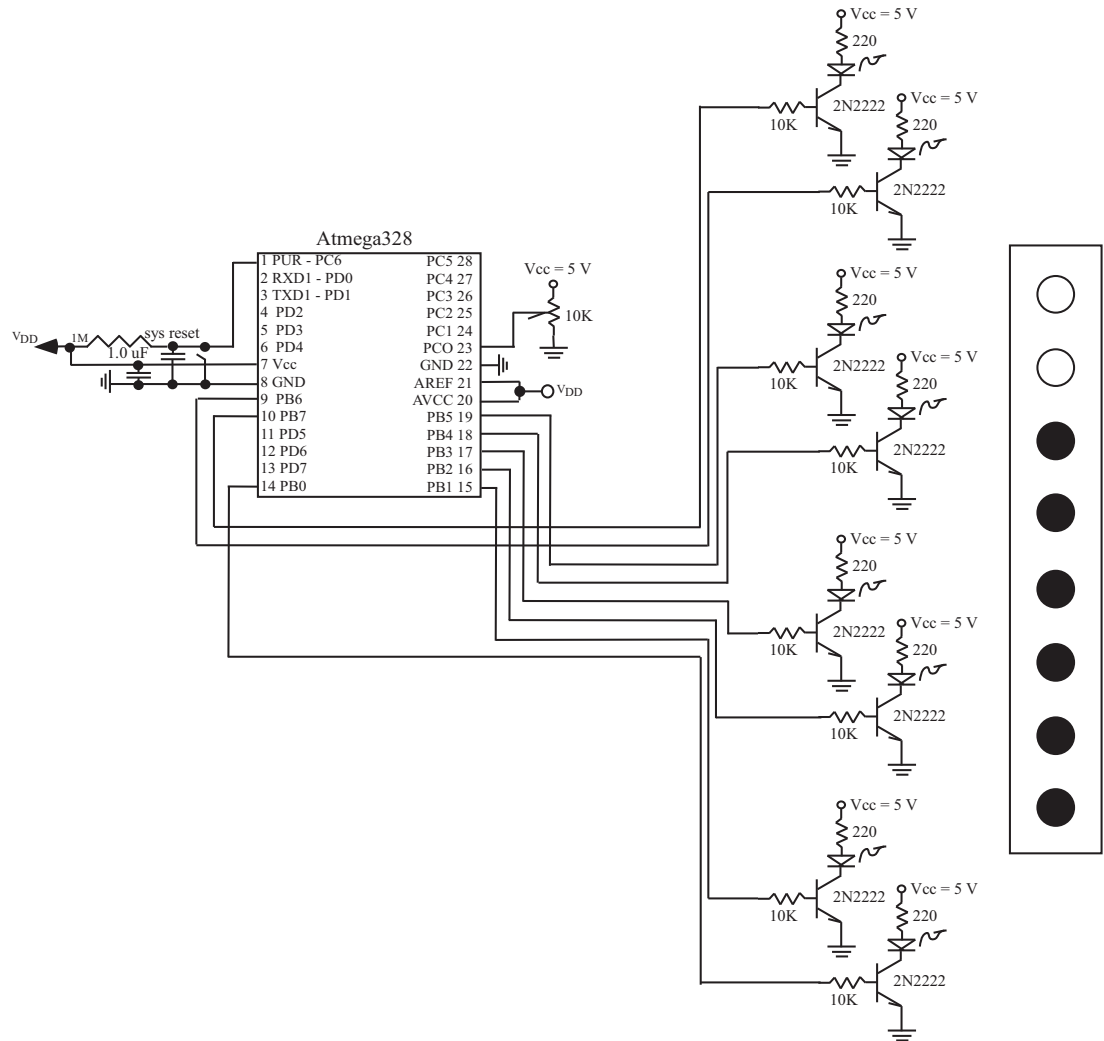 Vcc = 5 V
220
2N2222
10K
Vcc = 5 V
220
2N2222
10K
Atmega328
1 PUR - PC6
2 RXD1 - PD0
3 TXD1 - PD1
4 PD2
5 PD3
6 PD4
7 Vcc
8 GND
9 PB6
10 PB7
11 PD5
12 PD6
13 PD7
14 PB0
PC5 28
PC4 27
PC3 26
PC2 25
PC1 24
PCO 23
GND 22
AREF 21
AVCC 20
PB5 19
PB4 18
PB3 17
PB2 16
PB1 15
VDD
1M
sys reset
1.0 uF
Vcc = 5 V
10K
VDD
Vcc = 5 V
220
2N2222
10K
Vcc = 5 V
220
2N2222
10K
Vcc = 5 V
220
2N2222
10K
Vcc = 5 V
220
2N2222
10K
Vcc = 5 V
220
2N2222
10K
Vcc = 5 V
220
2N2222
10K